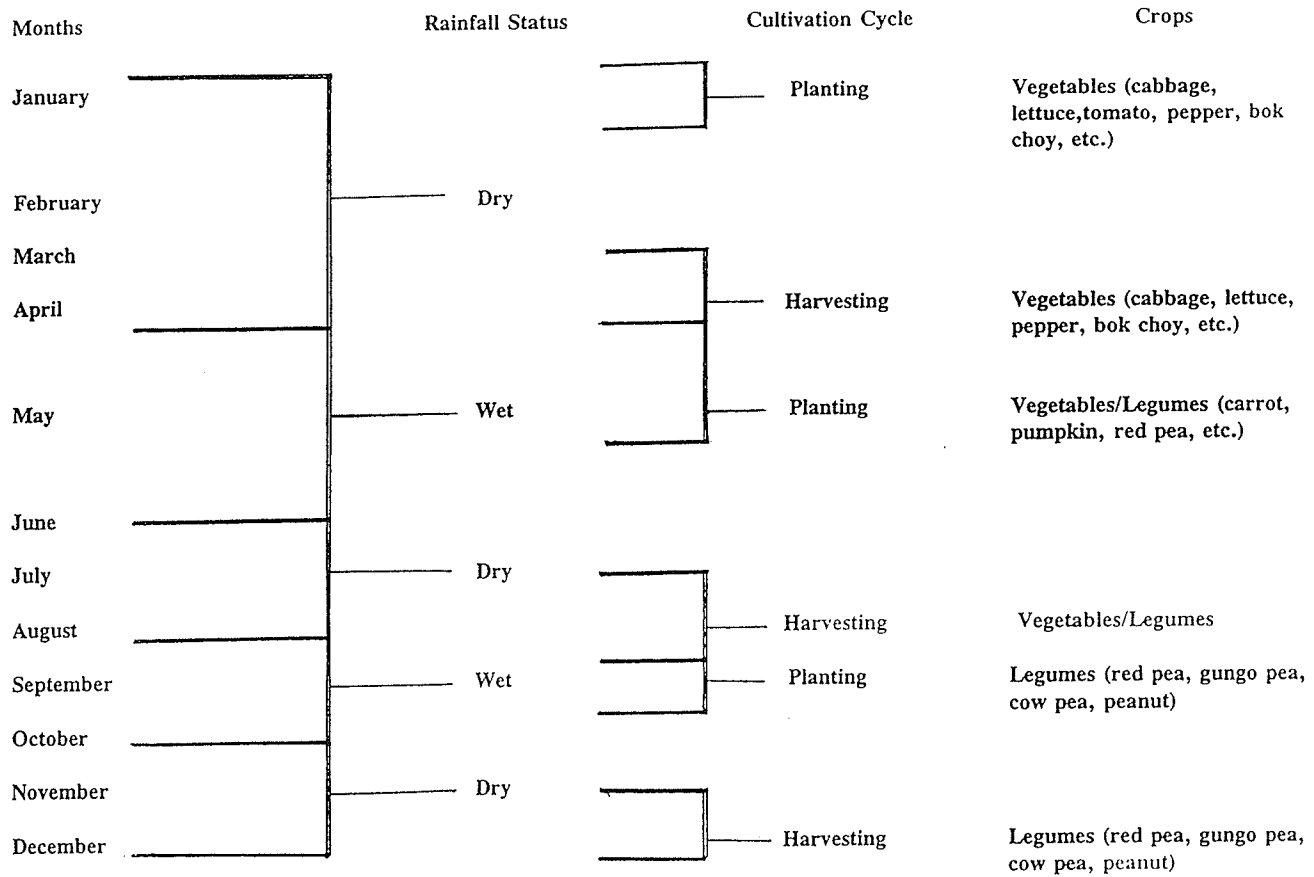 Months Rainfall Status Cultivation Cycle Crops
January Planting Vegetables (cabbage,
lettuce,tomato, pepper, bok
choy, etc.)
February Dry
March
April Harvesting Vegetables (cabbage, lettuce,
pepper, bok choy, etc.)
May Wet Planting Vegetables/Legumes (carrot,
pumpkin, red pea, etc.)
June
July Dry
August Harvesting Vegetables/Legumes
September Wet Planting Legumes (red pea, gungo pea,
cow pea, peanut)
October
November Dry
December Harvesting Legumes (red pea, gungo pea,
cow pea, peanut)